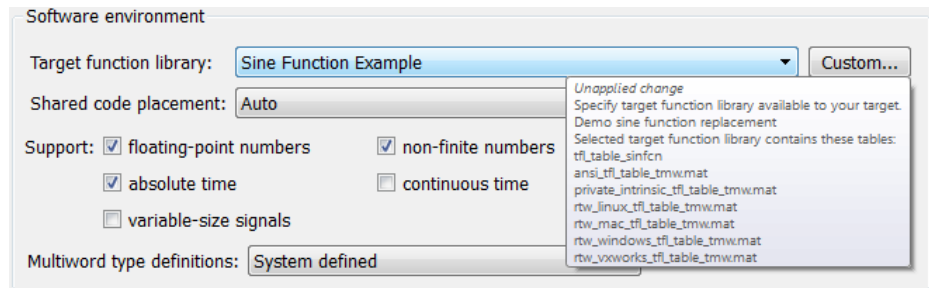 Software environment
Target function library: Sine Function Example Custom...
Shared code placement: Auto
Unapplied change
Specify target function library available to your target.
Demo sine function replacement
Selected target function library contains these tables:
tfl_table_sinfcn
ansi_tfl_table_tmw.mat
private_intrinsic_tfl_table_tmw.mat
rtw_linux_tfl_table_tmw.mat
rtw_mac_tfl_table_tmw.mat
rtw_windows_tfl_table_tmw.mat
rtw_vxworks_tfl_table_tmw.mat
Support: floating-point numbers non-finite numbers
absolute time continuous time
variable-size signals
Multiword type definitions: System defined